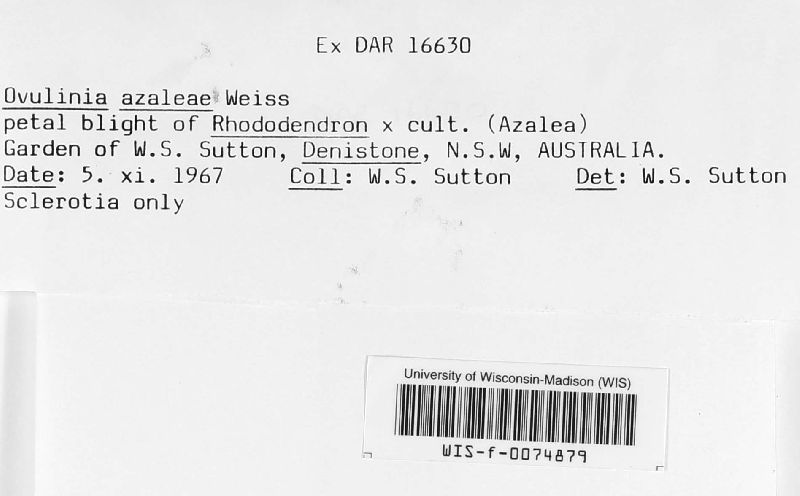 Ex DAR 16630
Ovulinia azaleae Weiss
petal blight of Rhododendron x cult. (Azalea)
Garden of W.S. Sutton, Denistone, N.S.W, AUSTRALIA.
Date: 5. xi. 1967 Coll: W.S. Sutton Det: W.S. Sutton
Sclerotia only
University of Wisconsin-Madison (WIS)
WIS-f-0074879